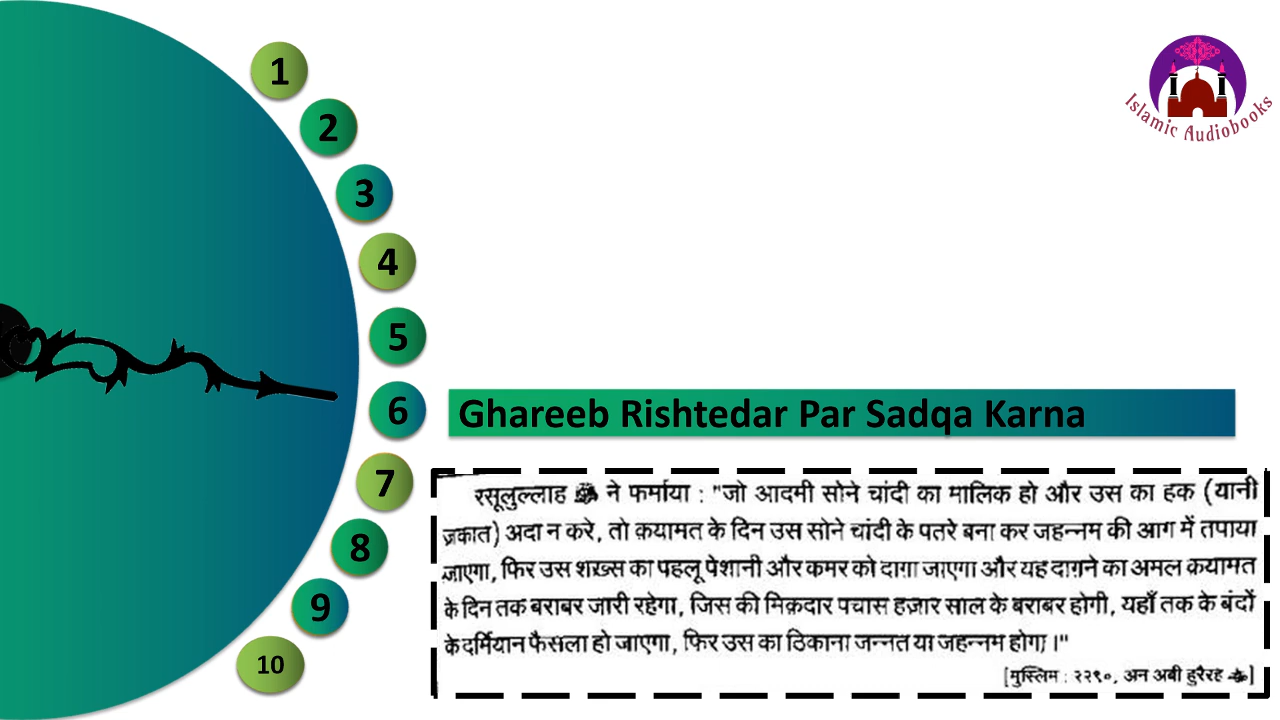 1
2
3
4
5
6
7
8
9
10
Islamic Audiobooks
Ghareeb Rishtedar Par Sadqa Karna
रसूलुल्लाह ﷺ ने फर्माया : "जो आदमी सोने चांदी का मालिक हो और उस का हक (यानी
ज़कात) अदा न करे, तो क़यामत के दिन उस सोने चांदी के पतरे बना कर जहन्नम की आग में तपाया
जाएगा, फिर उस शख़्स का पहलू पेशानी और कमर को दाग़ा जाएगा और यह दाग़ने का अमल कयामत
के दिन तक बराबर जारी रहेगा, जिस की मिक़दार पचास हज़ार साल के बराबर होगी, यहाँ तक के बंदों
के दर्मियान फैसला हो जाएगा, फिर उस का ठिकाना जन्नत या जहन्नम होगा ।"
[मुस्लिम : २२९०, अन अबी हुरैरह]